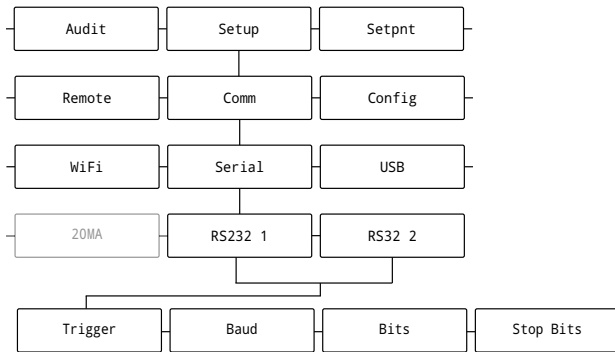 Audit Setup Setpnt
Remote Comm Config
WiFi Serial USB
20MA RS232 1 RS32 2
Trigger Baud Bits Stop Bits